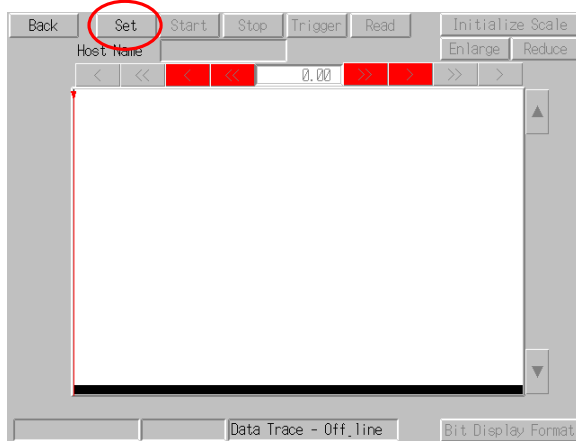 Back Set Start Stop Trigger Read Initialize Scale
Host Name Enlarge Reduce
< << < << 0.00 >> > >> >
▲
▼
Data Trace - Off_line Bit Display Format